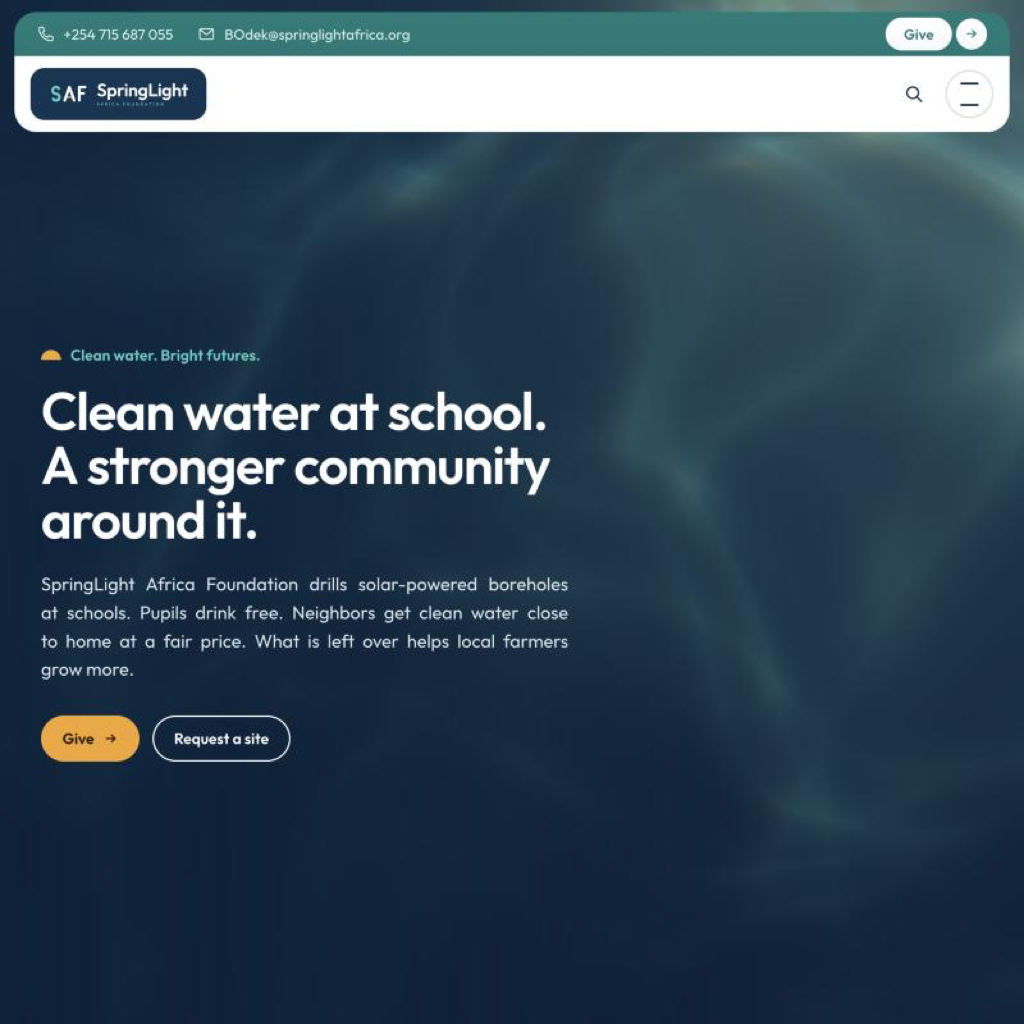 +254 715 687 055
BOdek@springlightafrica.org
Give
SAF SpringLight
AFRICA FOUNDATION
Clean water. Bright futures.
Clean water at school.
A stronger community
around it.
SpringLight Africa Foundation drills solar-powered boreholes
at schools. Pupils drink free. Neighbors get clean water close
to home at a fair price. What is left over helps local farmers
grow more.
Give
Request a site